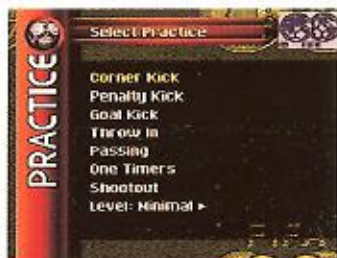 Select Practice
PRACTICE
Corner Kick
Penalty Kick
Goal Kick
Throw In
Passing
One Timers
Shootout
Level: Minimal ►